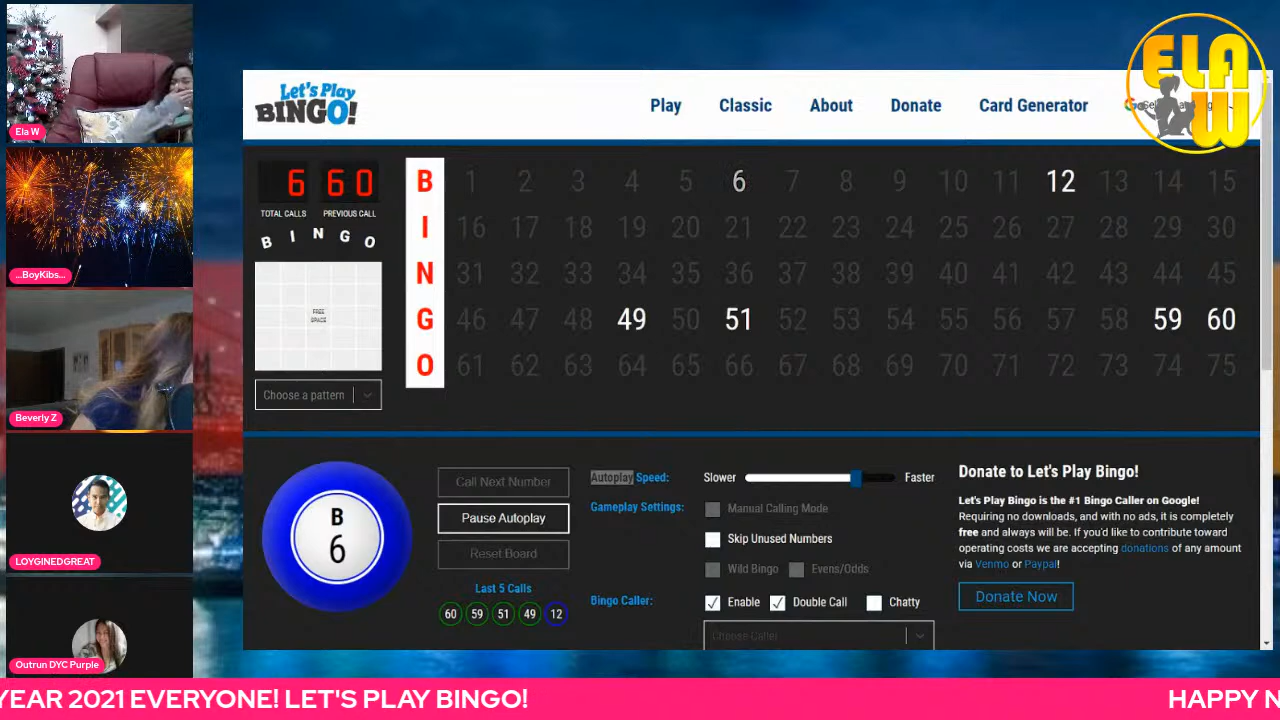 Ela W
...BoyKibs...
Beverly Z
LOYGINEDGREAT
Outrun DYC Purple
Let's Play
BINGO!
Play Classic About Donate Card Generator
ELA
W
6 60
TOTAL CALLS PREVIOUS CALL
B I N G O
FREE
SPACE
Choose a pattern
B 1 2 3 4 5 6 7 8 9 10 11 12 13 14 15
I 16 17 18 19 20 21 22 23 24 25 26 27 28 29 30
N 31 32 33 34 35 36 37 38 39 40 41 42 43 44 45
G 46 47 48 49 50 51 52 53 54 55 56 57 58 59 60
O 61 62 63 64 65 66 67 68 69 70 71 72 73 74 75
B
6
Call Next Number
Pause Autoplay
Reset Board
Last 5 Calls
60 59 51 49 12
Autoplay Speed: Slower Faster
Gameplay Settings: Manual Calling Mode
Skip Unused Numbers
Wild Bingo Evens/Odds
Bingo Caller: Enable Double Call Chatty
Choose Caller
Donate to Let's Play Bingo!
Let's Play Bingo is the #1 Bingo Caller on Google!
Requiring no downloads, and with no ads, it is completely
free and always will be. If you'd like to contribute toward
operating costs we are accepting donations of any amount
via Venmo or Paypal!
Donate Now
YEAR 2021 EVERYONE! LET'S PLAY BINGO! HAPPY N